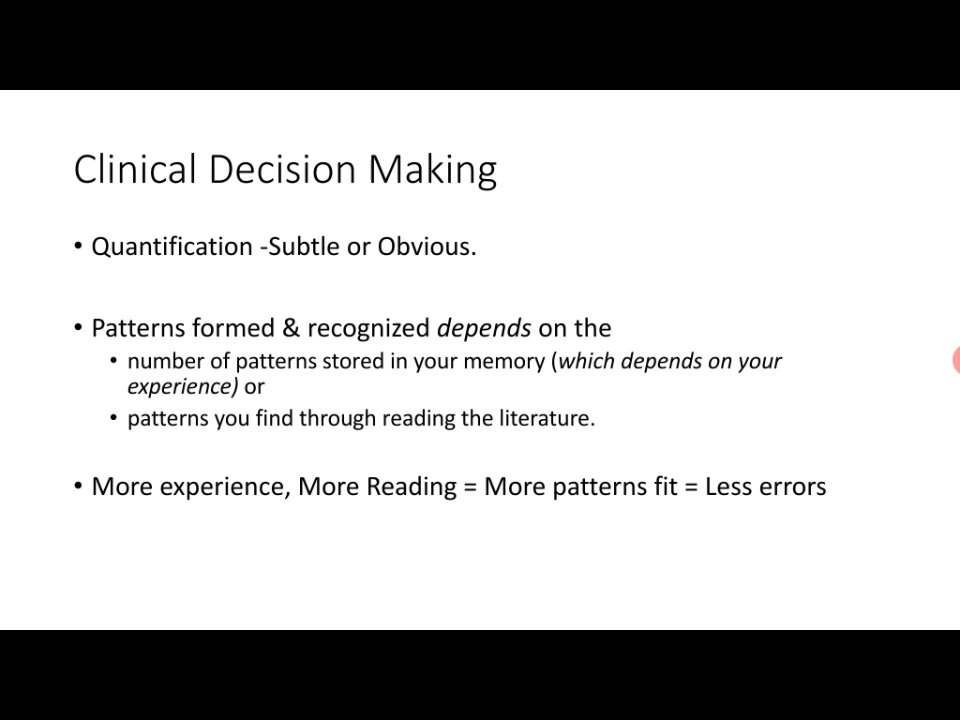 Clinical Decision Making
• Quantification -Subtle or Obvious.
• Patterns formed & recognized depends on the
• number of patterns stored in your memory (which depends on your
experience) or
• patterns you find through reading the literature.
• More experience, More Reading = More patterns fit = Less errors